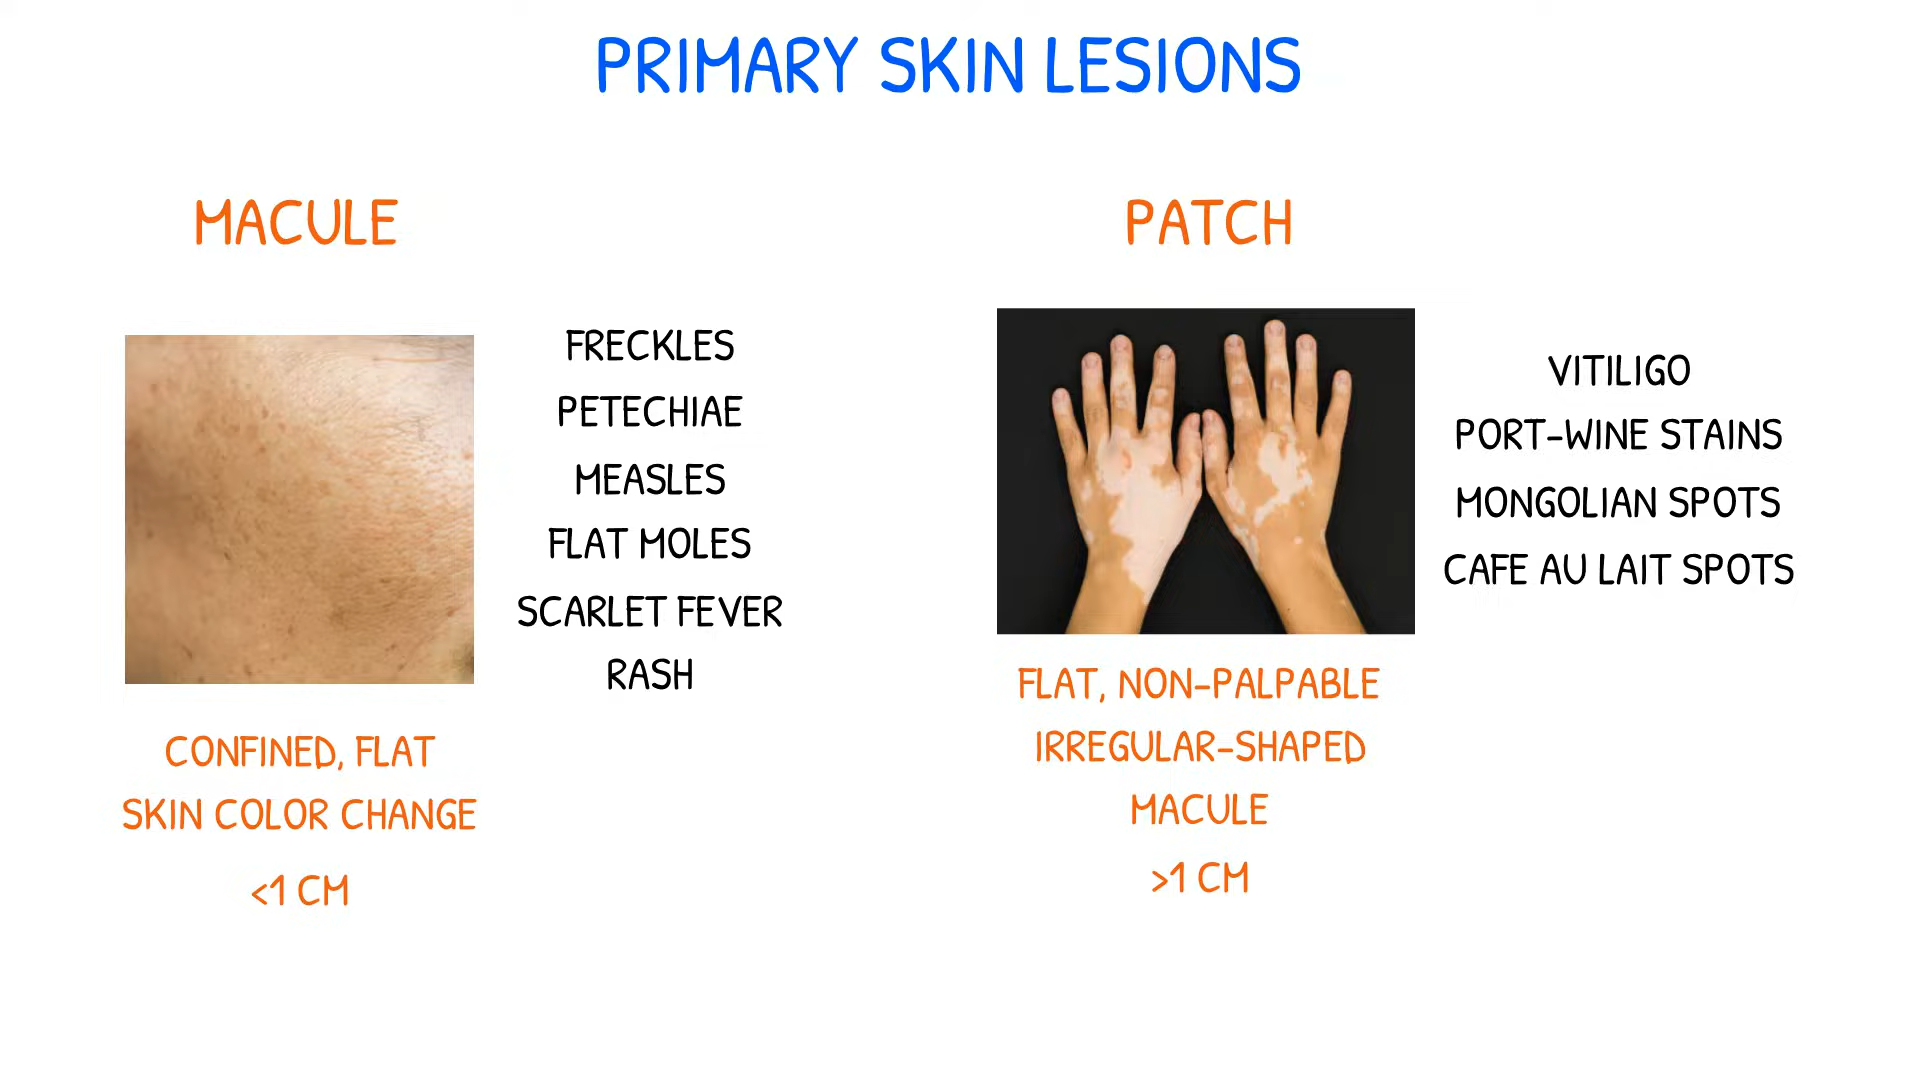 PRIMARY SKIN LESIONS
MACULE
FRECKLES
PETECHIAE
MEASLES
FLAT MOLES
SCARLET FEVER
RASH
CONFINED, FLAT
SKIN COLOR CHANGE
<1 CM
PATCH
VITILIGO
PORT-WINE STAINS
MONGOLIAN SPOTS
CAFE AU LAIT SPOTS
FLAT, NON-PALPABLE
IRREGULAR-SHAPED
MACULE
>1 CM